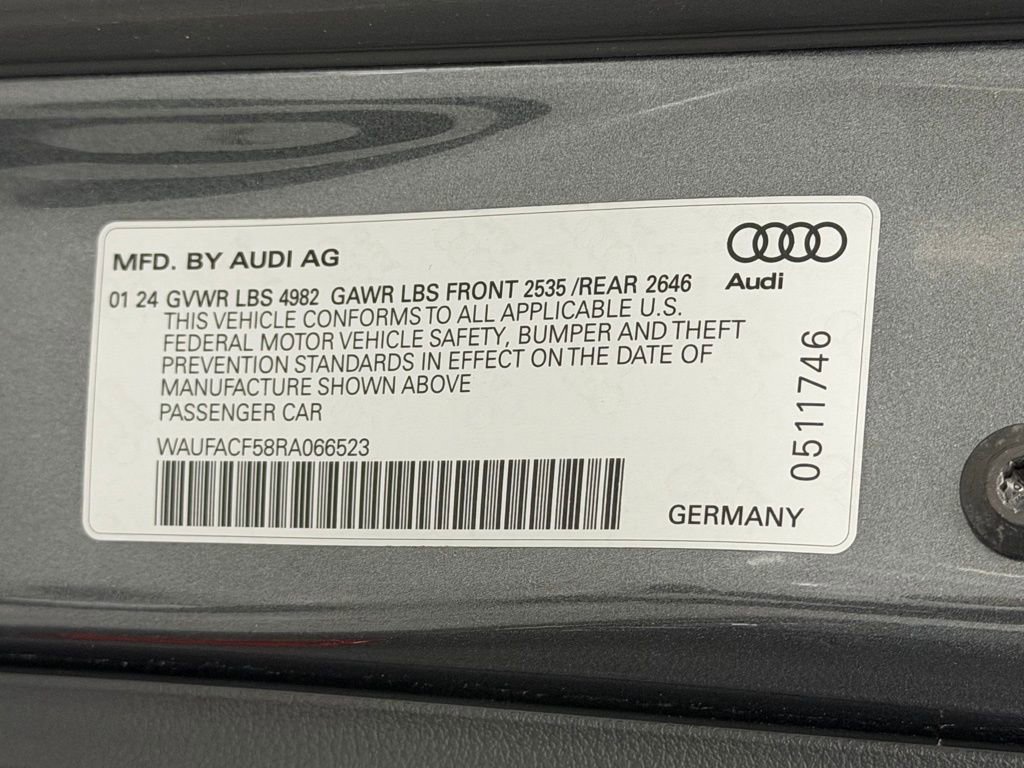 MFD. BY AUDI AG
Audi
01 24 GVWR LBS 4982 GAWR LBS FRONT 2535 /REAR 2646
THIS VEHICLE CONFORMS TO ALL APPLICABLE U.S.
FEDERAL MOTOR VEHICLE SAFETY, BUMPER AND THEFT
PREVENTION STANDARDS IN EFFECT ON THE DATE OF
MANUFACTURE SHOWN ABOVE
PASSENGER CAR
WAUFACF58RA066523
0511746
GERMANY